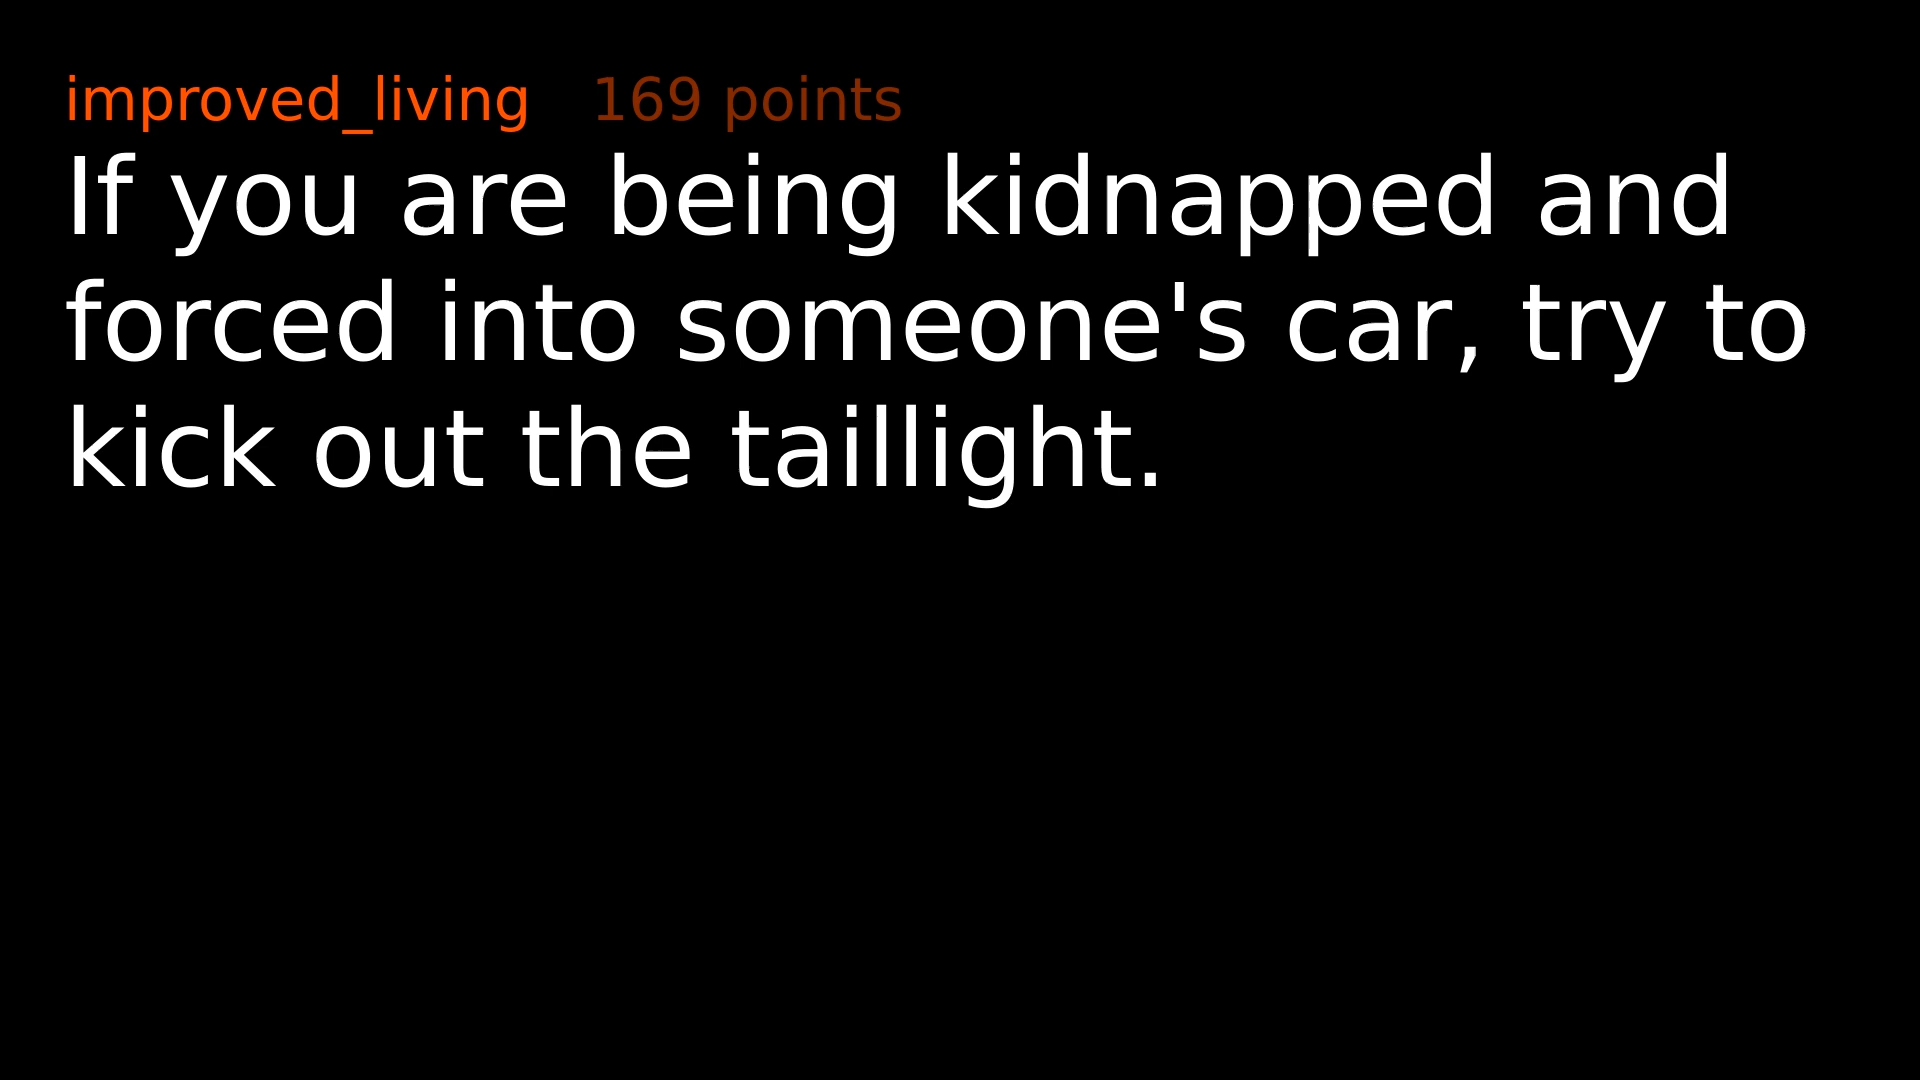 improved_living 169 points
If you are being kidnapped and
forced into someone's car, try to
kick out the taillight.